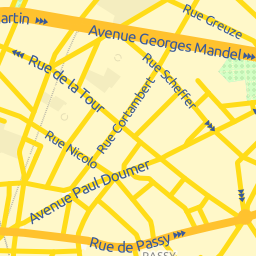 Rue Greuze
artin
Avenue Georges Mandel
Rue de la Tour
Rue Scheffer
Rue Cortambert
Rue Nicolo
Avenue Paul Doumer
Rue de Passy
PASSY